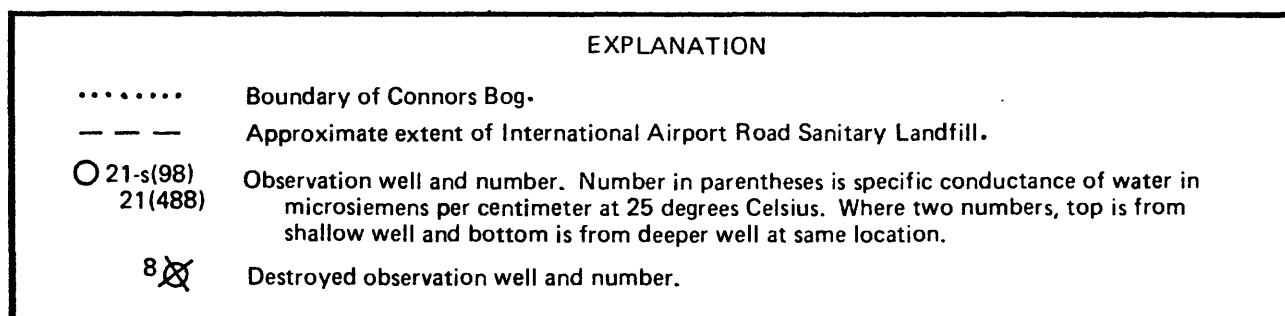 EXPLANATION
Boundary of Connors Bog.
Approximate extent of International Airport Road Sanitary Landfill.
21-s(98)
21(488)
Observation well and number. Number in parentheses is specific conductance of water in
microsiemens per centimeter at 25 degrees Celsius. Where two numbers, top is from
shallow well and bottom is from deeper well at same location.
8
Destroyed observation well and number.